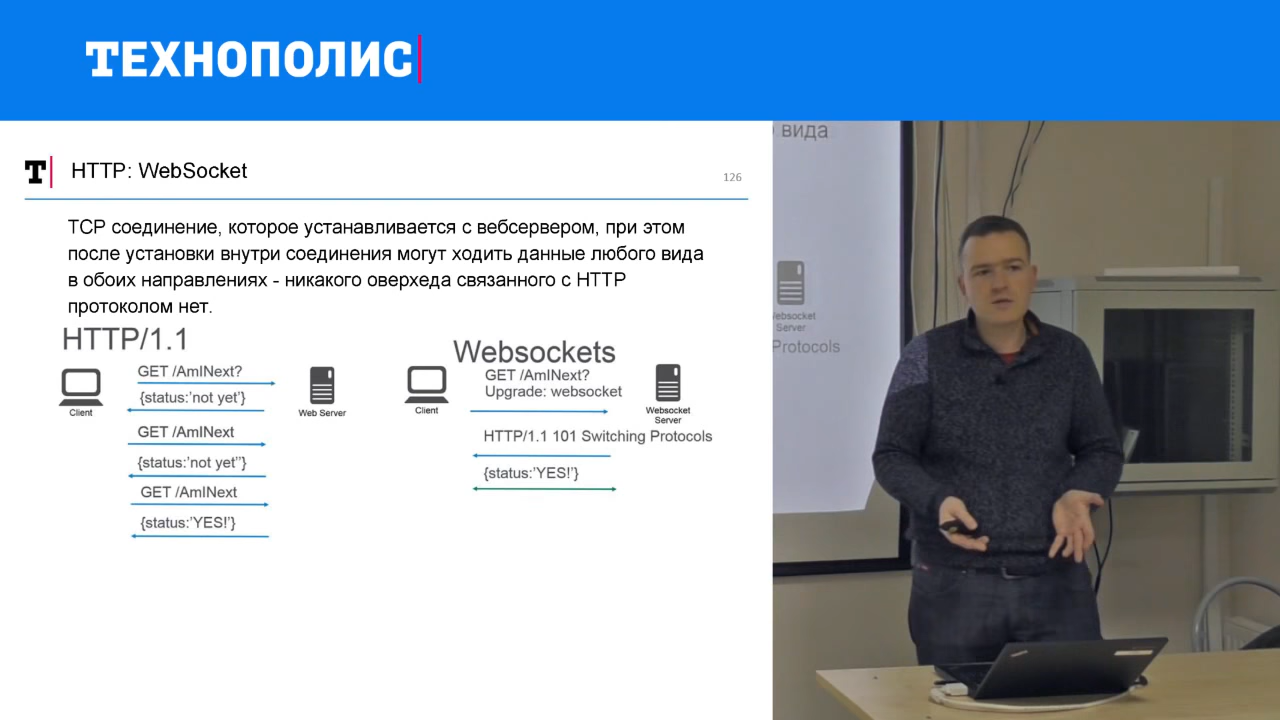 ТЕХНОПОЛИС
T
HTTP: WebSocket
126
TCP соединение, которое устанавливается с вебсервером, при этом
после установки внутри соединения могут ходить данные любого вида
в обоих направлениях - никакого оверхеда связанного с HTTP
протоколом нет.
HTTP/1.1
GET /AmINext?
{status:'not yet'}
Client
Web Server
GET /AmINext
{status:'not yet''}
GET /AmINext
{status:'YES!'}
Websockets
GET /AmINext?
Upgrade: websocket
Client
Websocket
Server
HTTP/1.1 101 Switching Protocols
{status:'YES!'}
вида
Websocket
Server
Protocols